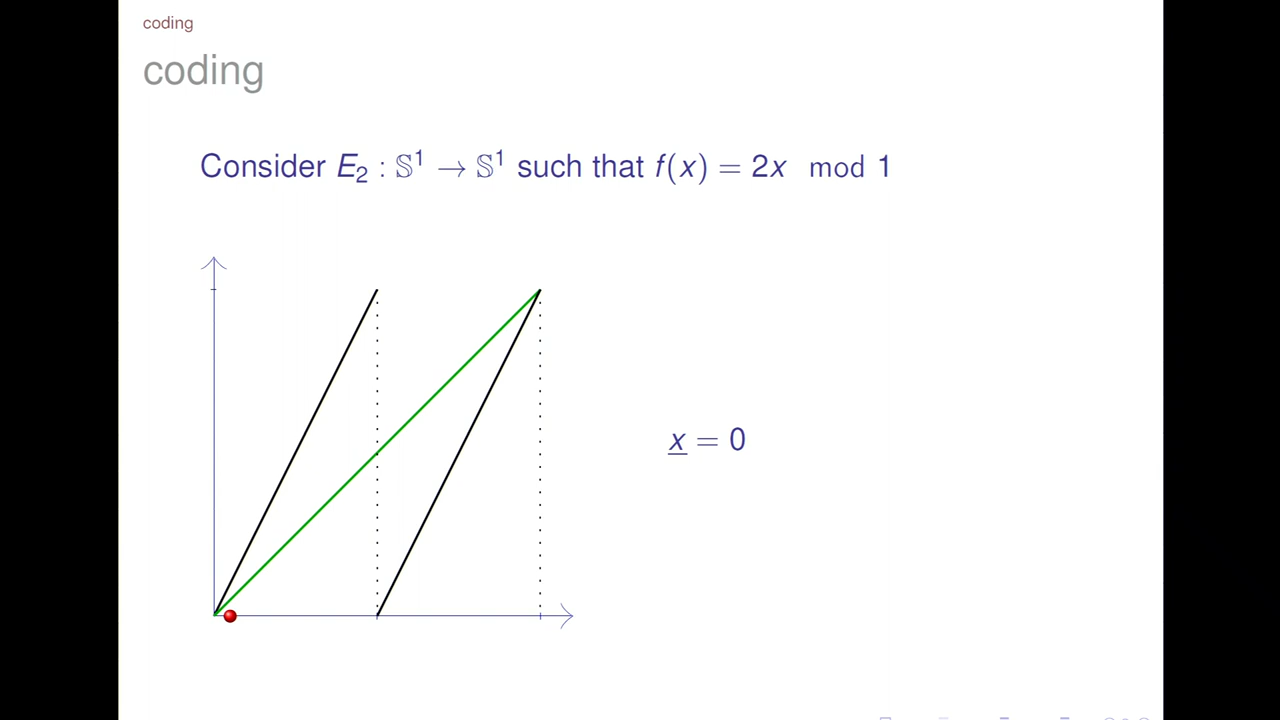 coding
coding
Consider E₂ : 𝕊¹ → 𝕊¹ such that f(x) = 2x mod 1
x̲ = 0